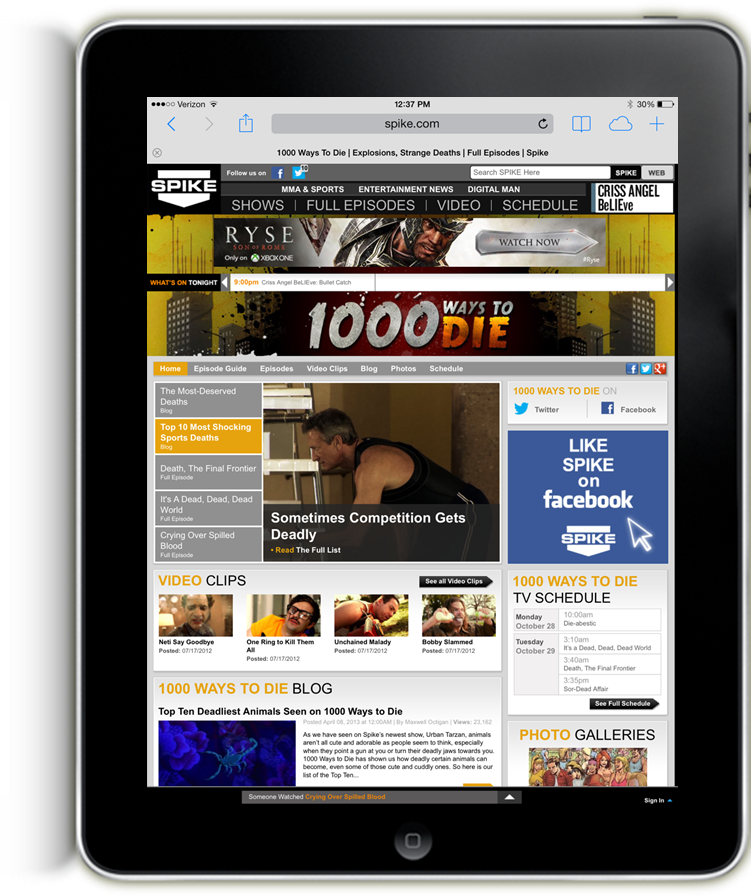 Verizon
12:37 PM
30%
spike.com
1000 Ways To Die | Explosions, Strange Deaths | Full Episodes | Spike
SPIKE
Follow us on
10
Search SPIKE Here
SPIKE
WEB
MMA & SPORTS ENTERTAINMENT NEWS DIGITAL MAN
SHOWS | FULL EPISODES | VIDEO | SCHEDULE
CRISS ANGEL
BeLIEve
RYSE
SON OF ROME
Only on XBOX ONE
WATCH NOW
#Ryse
WHAT'S ON TONIGHT
9:00pm Criss Angel BeLIEve: Bullet Catch
1000 WAYS TO
DIE
Home Episode Guide Episodes Video Clips Blog Photos Schedule
The Most-Deserved
Deaths
Blog
Top 10 Most Shocking
Sports Deaths
Blog
Death, The Final Frontier
Full Episode
It's A Dead, Dead, Dead
World
Full Episode
Crying Over Spilled
Blood
Full Episode
Sometimes Competition Gets
Deadly
• Read The Full List
1000 WAYS TO DIE ON
Twitter
Facebook
LIKE
SPIKE
on
facebook
SPIKE
VIDEO CLIPS
See all Video Clips
Neti Say Goodbye
Posted: 07/17/2012
One Ring to Kill Them
All
Posted: 07/17/2012
Unchained Malady
Posted: 07/17/2012
Bobby Slammed
Posted: 07/17/2012
1000 WAYS TO DIE
TV SCHEDULE
Monday
October 28
10:00am
Die-abestic
Tuesday
October 29
3:10am
It's a Dead, Dead, Dead World
3:40am
Death, The Final Frontier
3:35pm
Sor-Dead Affair
See Full Schedule
1000 WAYS TO DIE BLOG
Top Ten Deadliest Animals Seen on 1000 Ways to Die
Posted April 08, 2013 at 12:00AM | By Maxwell Octigan | Views: 23,162
As we have seen on Spike's newest show, Urban Tarzan, animals
aren't all cute and adorable as people seem to think, especially
when they point a gun at you or turn their deadly jaws towards you.
1000 Ways to Die has shown us how deadly certain animals can
become, even some of those cute and cuddly ones. So here is our
list of the Top Ten...
PHOTO GALLERIES
Someone Watched Crying Over Spilled Blood
Sign In